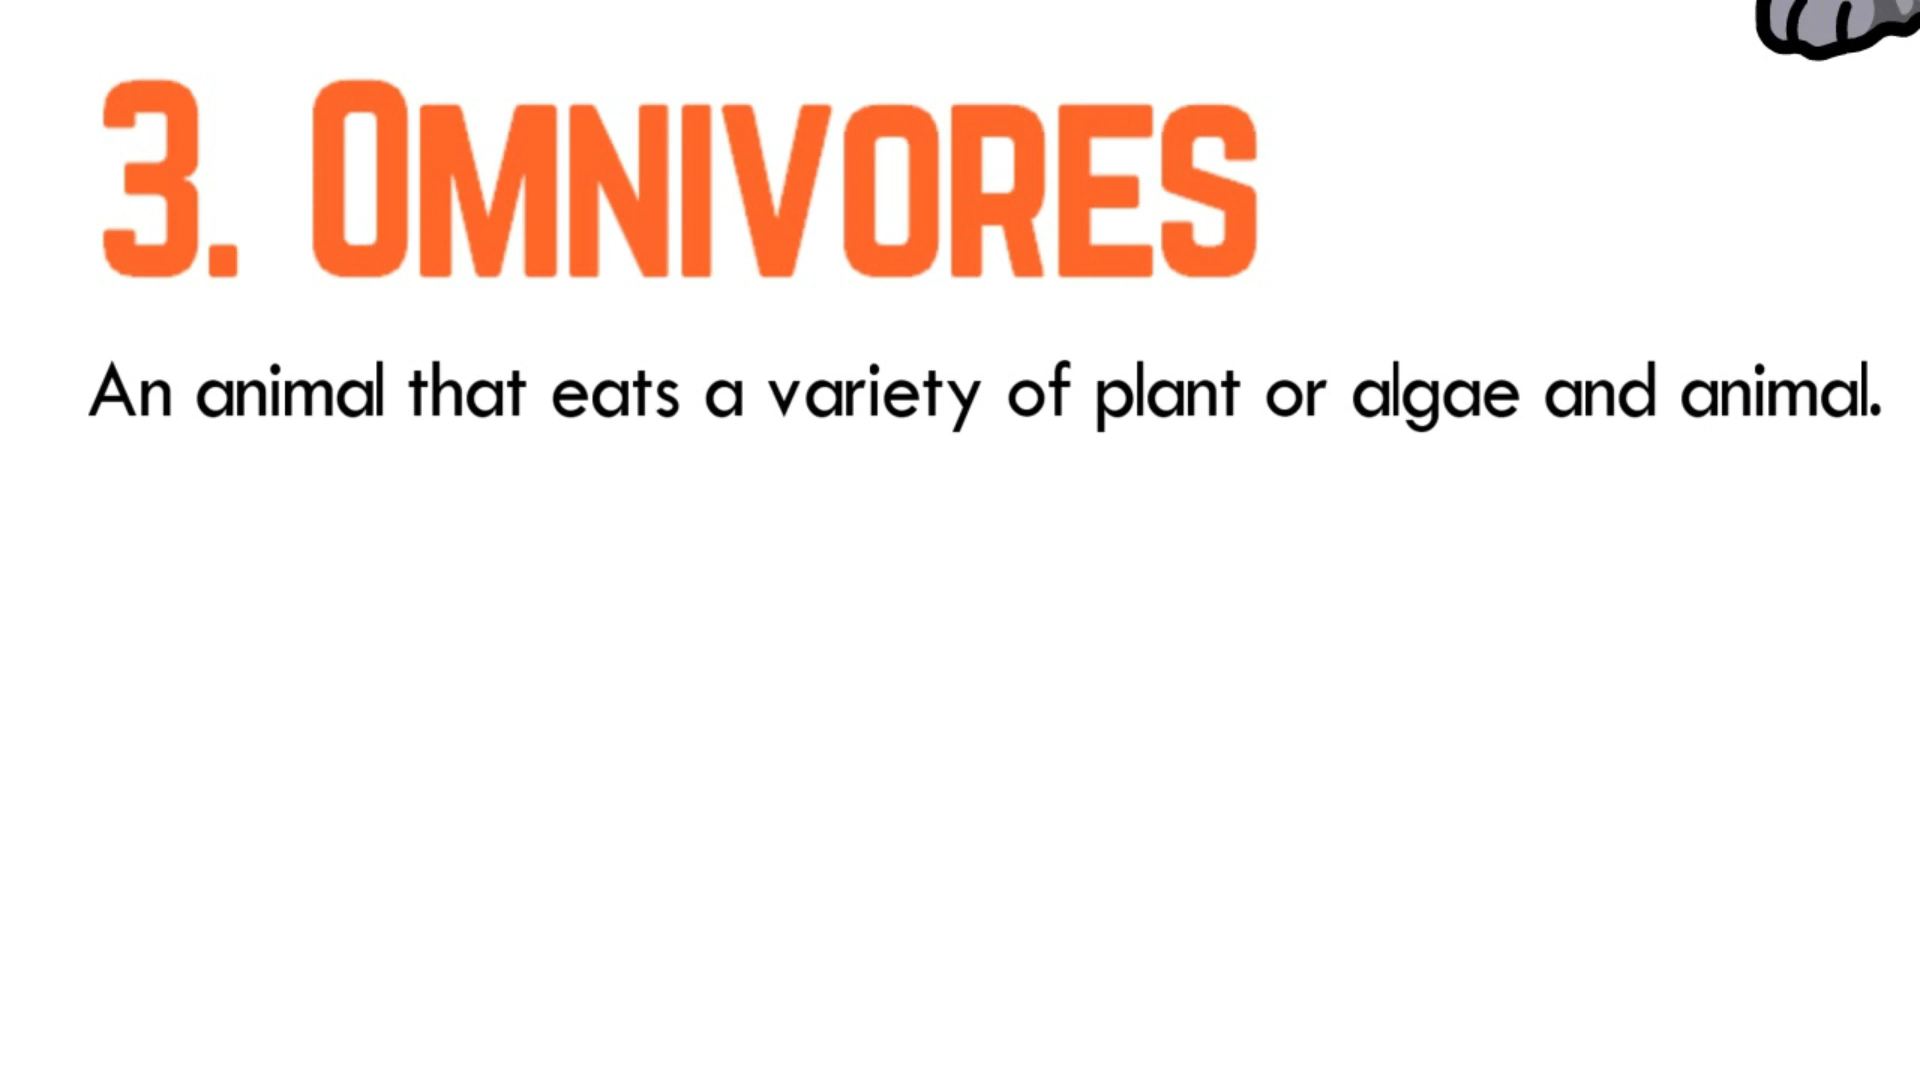 3. OMNIVORES
An animal that eats a variety of plant or algae and animal.